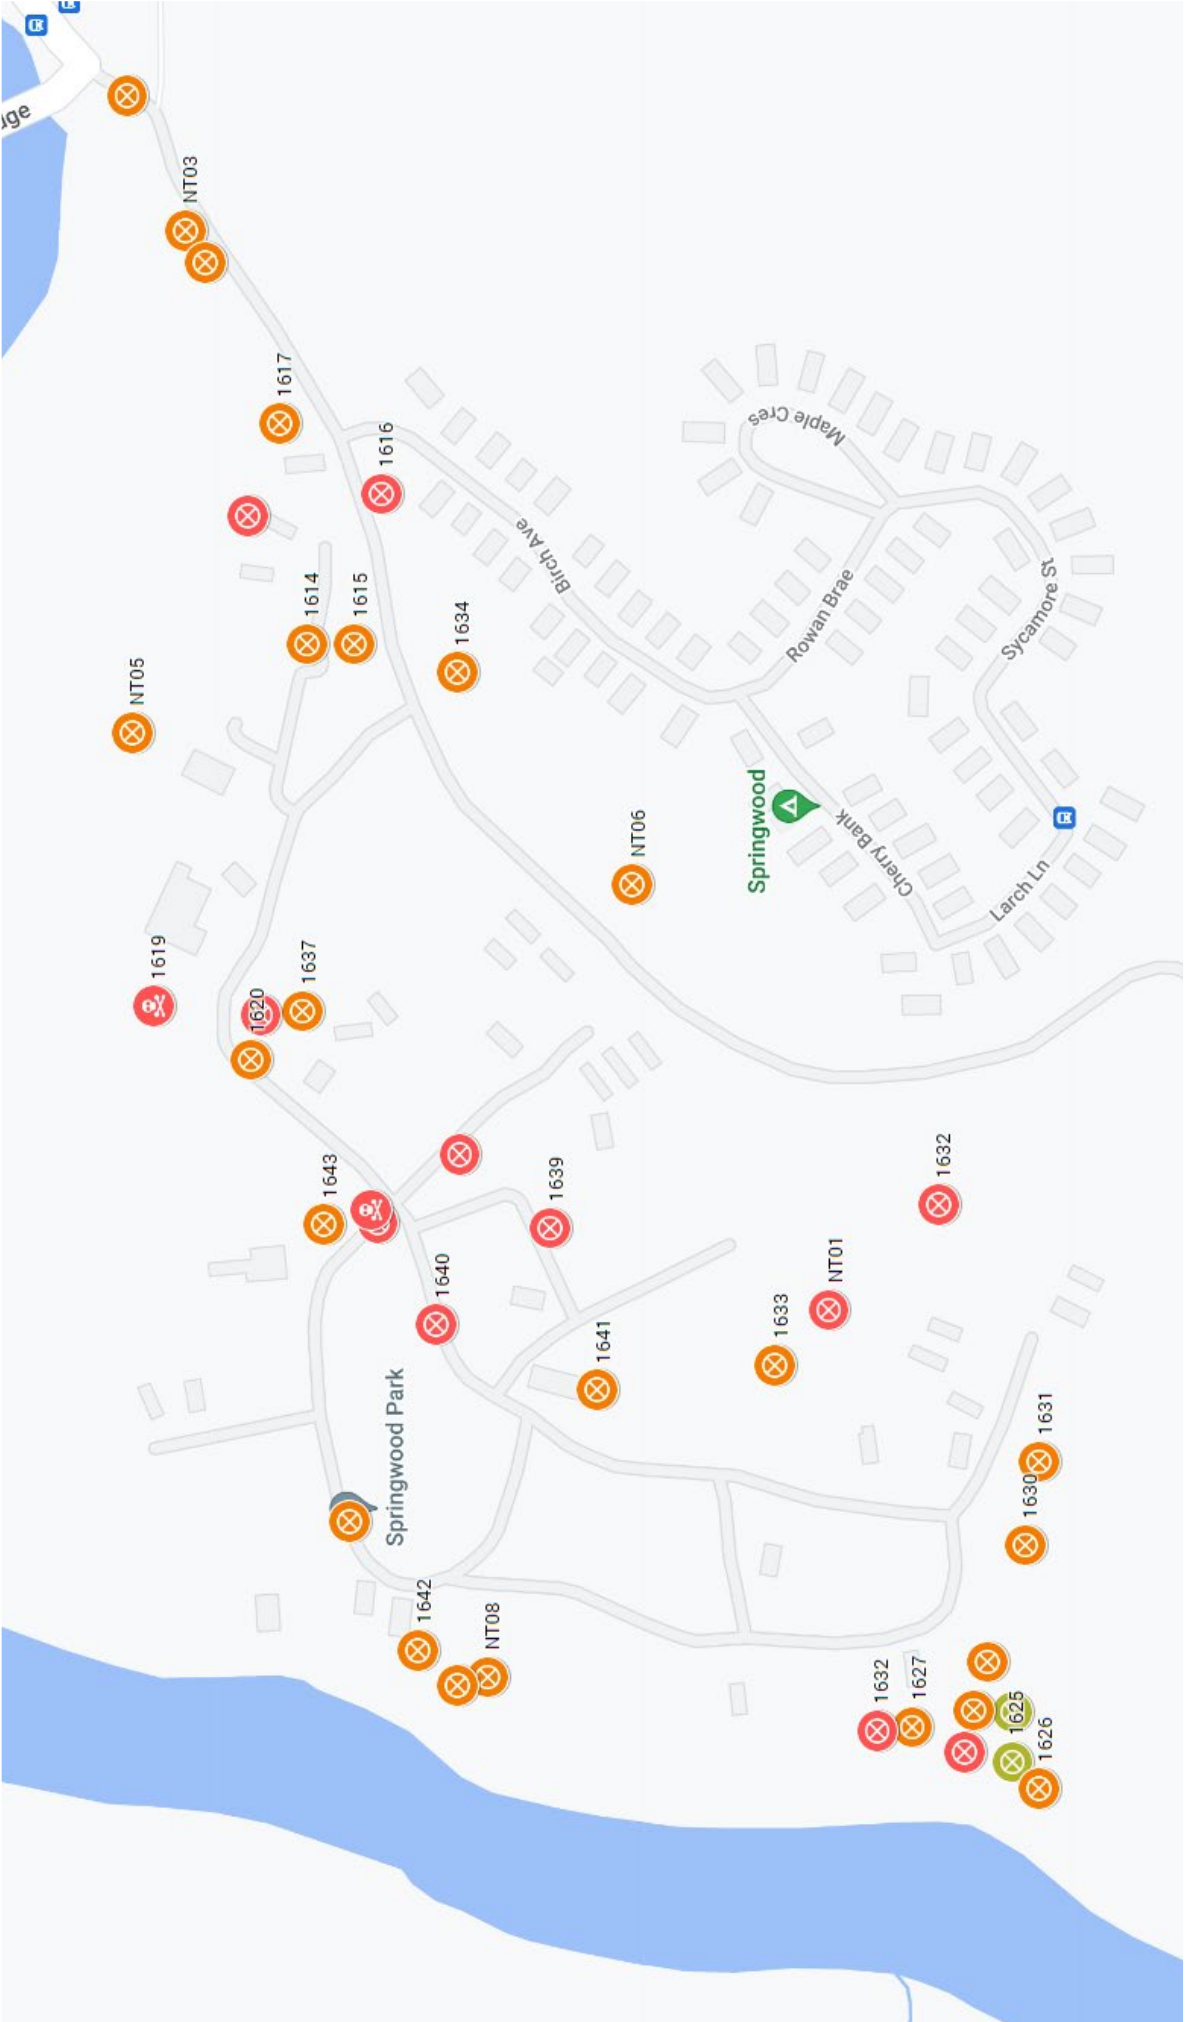 dge
NT03
1617
1616
Maple Cres
Birch Ave
1614
1615
1634
Rowan Brae
Sycamore St
NT05
Springwood
NT06
Cherry Bank
Larch Ln
1619
1637
1620
1643
1639
1632
1640
NT01
1633
1641
Springwood Park
1631
1630
1642
NT08
1632
1627
1625
1626